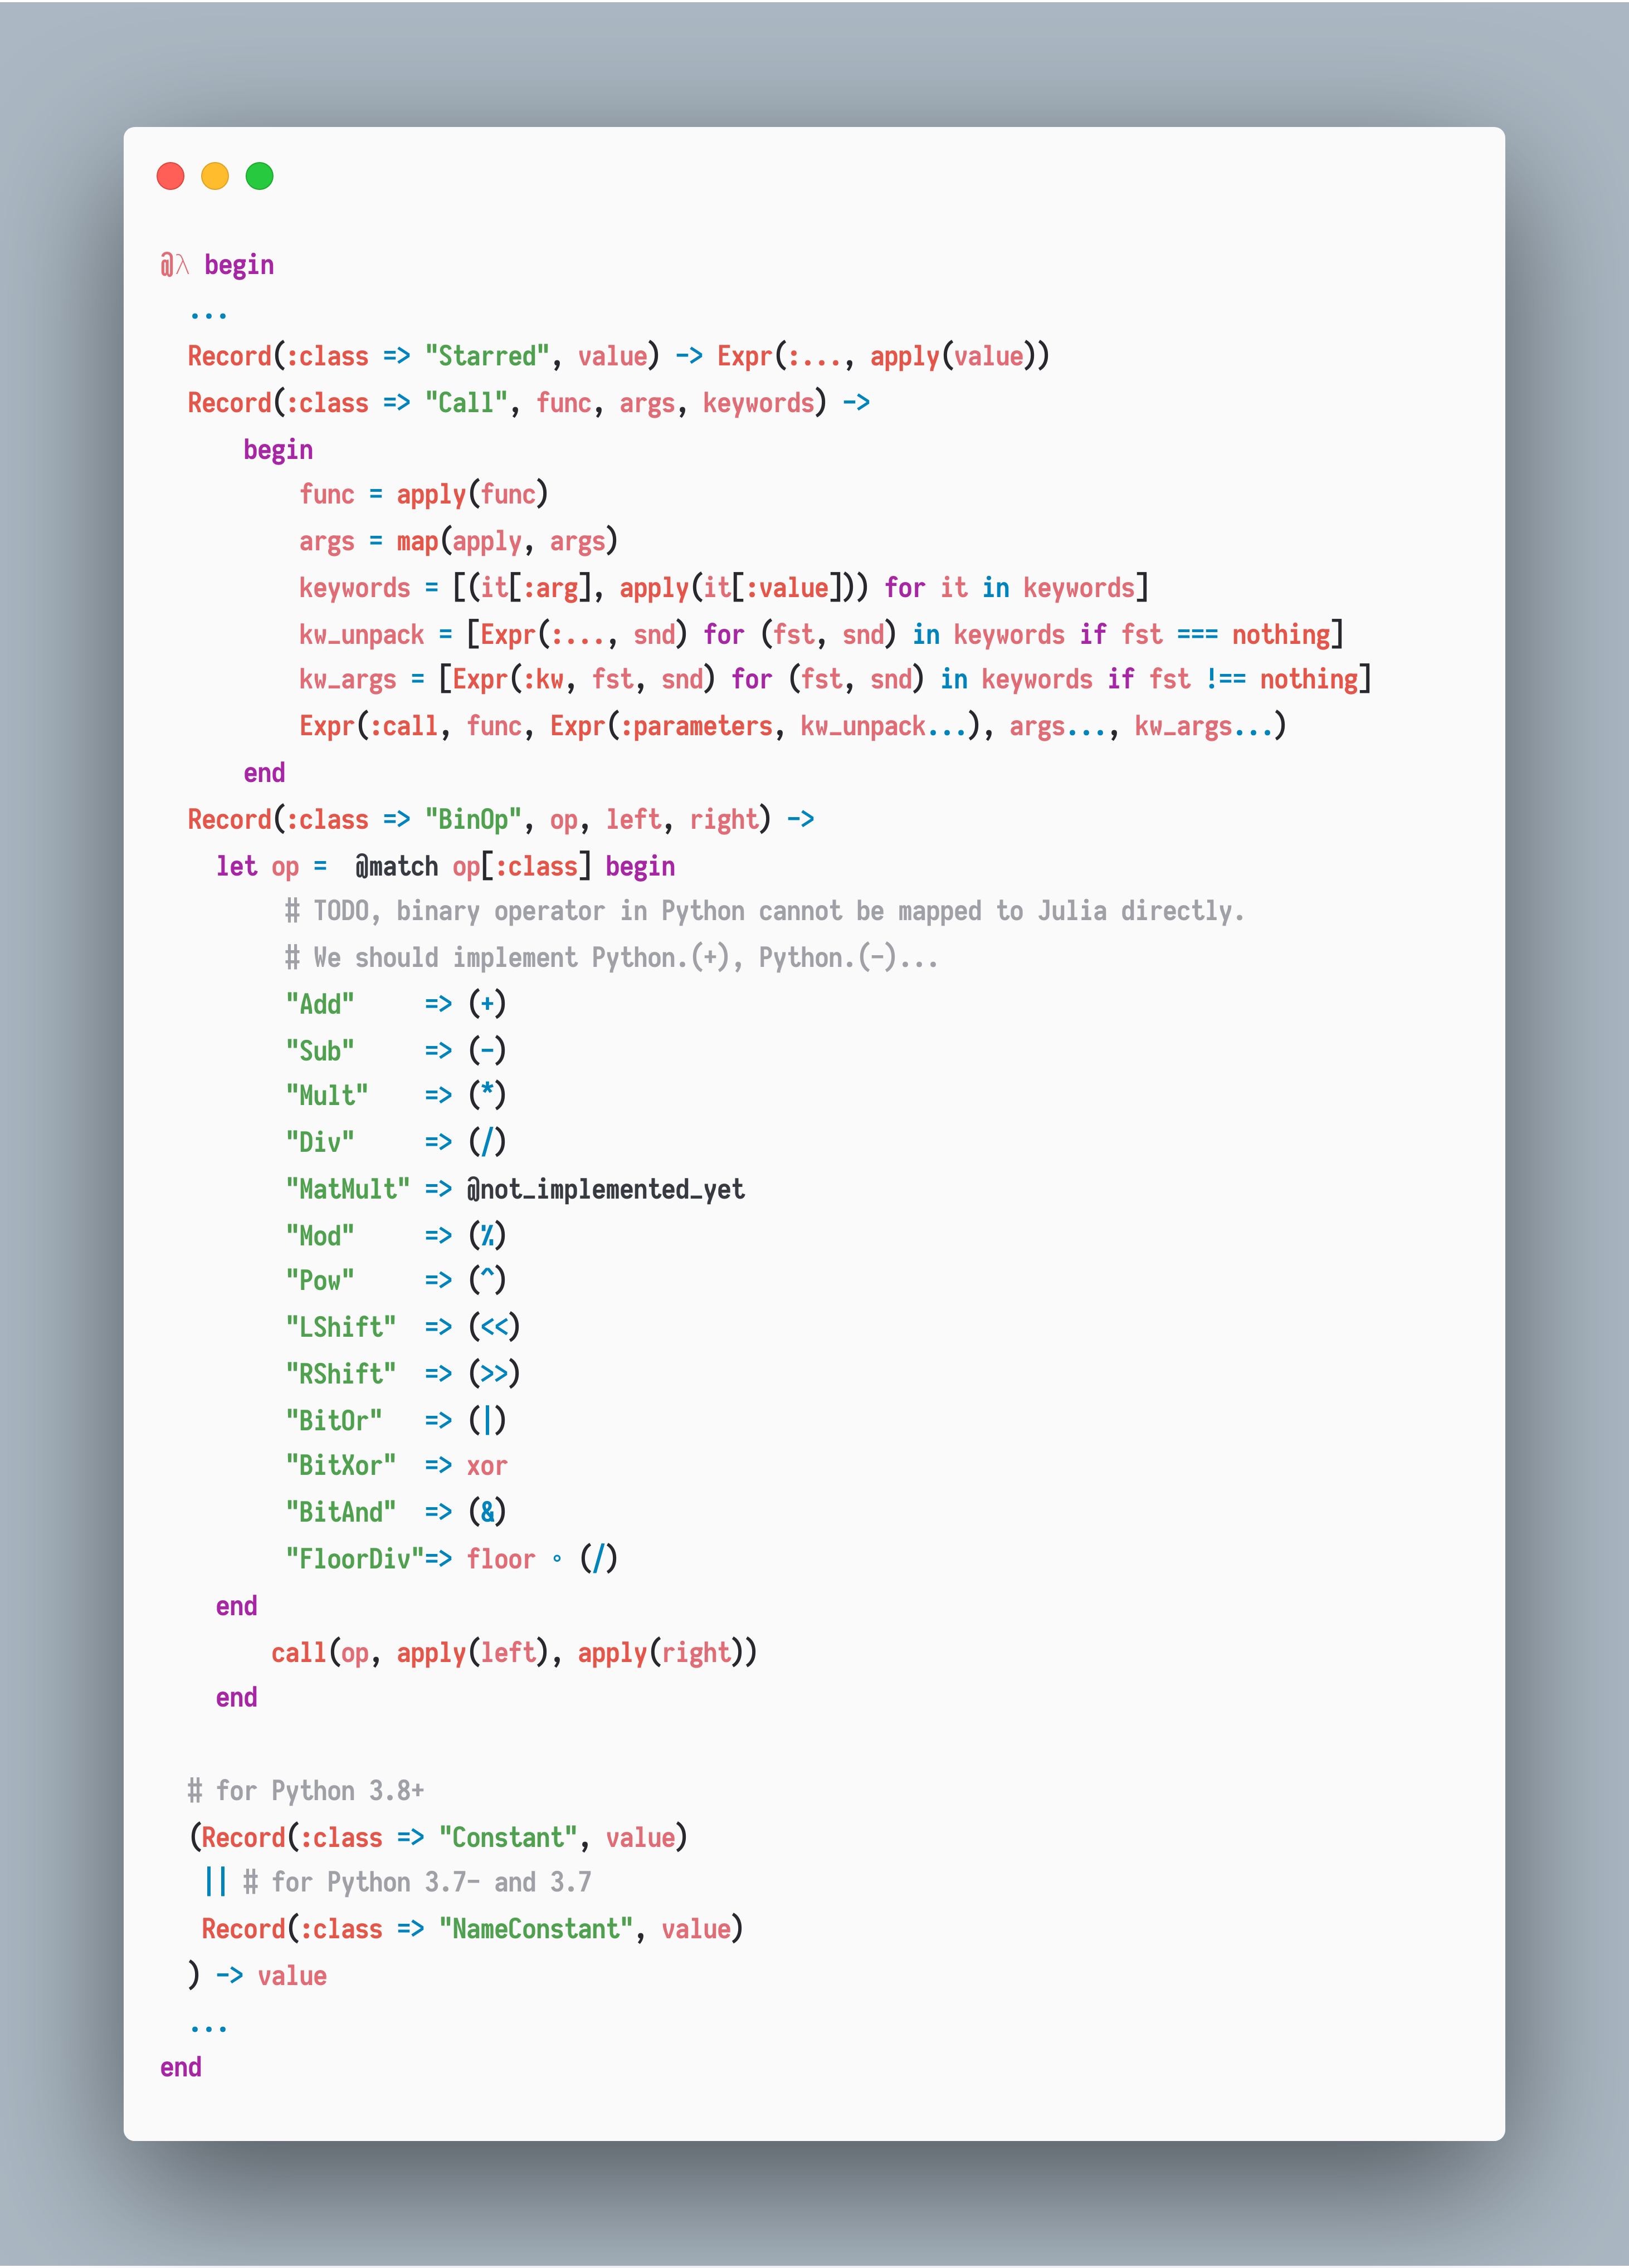 @λ begin
  ...
  Record(:class => "Starred", value) -> Expr(:..., apply(value))
  Record(:class => "Call", func, args, keywords) ->
      begin
          func = apply(func)
          args = map(apply, args)
          keywords = [(it[:arg], apply(it[:value])) for it in keywords]
          kw_unpack = [Expr(:..., snd) for (fst, snd) in keywords if fst === nothing]
          kw_args = [Expr(:kw, fst, snd) for (fst, snd) in keywords if fst !== nothing]
          Expr(:call, func, Expr(:parameters, kw_unpack...), args..., kw_args...)
      end
  Record(:class => "BinOp", op, left, right) ->
    let op =  @match op[:class] begin
         # TODO, binary operator in Python cannot be mapped to Julia directly.
         # We should implement Python.(+), Python.(-)...
         "Add"     => (+)
         "Sub"     => (-)
         "Mult"    => (*)
         "Div"     => (/)
         "MatMult" => @not_implemented_yet
         "Mod"     => (%)
         "Pow"     => (^)
         "LShift"  => (<<)
         "RShift"  => (>>)
         "BitOr"   => (|)
         "BitXor"  => xor
         "BitAnd"  => (&)
         "FloorDiv"=> floor ∘ (/)
    end
        call(op, apply(left), apply(right))
    end
  # for Python 3.8+
  (Record(:class => "Constant", value)
   || # for Python 3.7- and 3.7
   Record(:class => "NameConstant", value)
  ) -> value
  ...
end